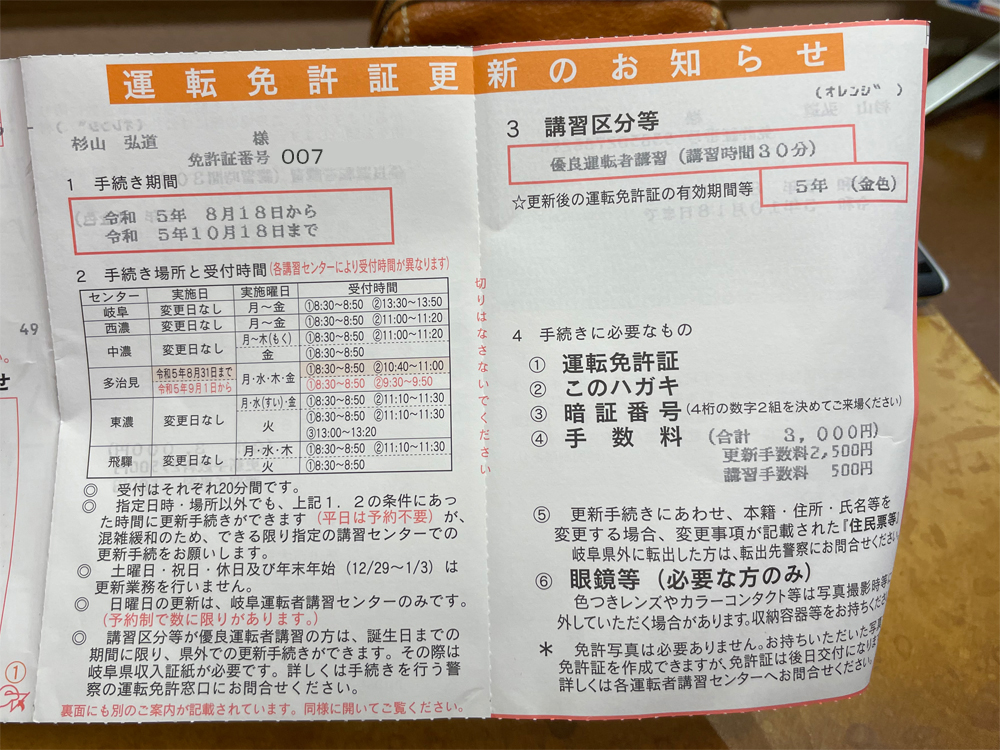 運転免許証更新のお知らせ
杉山 弘道 様
免許証番号 007
1 手続き期間
令和 5年 8月18日から
令和 5年10月18日まで
2 手続き場所と受付時間(各講習センターにより受付時間が異なります)
センター 実施日 実施曜日 受付時間
岐阜 変更日なし 月～金 ①8:30～8:50 ②13:30～13:50
西濃 変更日なし 月～金 ①8:30～8:50 ②11:00～11:20
中濃 変更日なし 月～木(もく) ①8:30～8:50 ②11:00～11:20
金 ①8:30～8:50
多治見 令和5年8月31日まで 月・水・木・金 ①8:30～8:50 ②10:40～11:00
令和5年9月1日から ①8:30～8:50 ②9:30～9:50
東濃 変更日なし 月・水(すい)・金 ①8:30～8:50 ②11:10～11:30
火 ①8:30～8:50 ②11:10～11:30
③13:00～13:20
飛騨 変更日なし 月・水・木 ①8:30～8:50 ②11:10～11:30
火 ①8:30～8:50
◎ 受付はそれぞれ20分間です。
◎ 指定日時・場所以外でも、上記1．2の条件にあっ
た時間に更新手続きができます(平日は予約不要)が、
混雑緩和のため、できる限り指定の講習センターでの
更新手続をお願いします。
◎ 土曜日・祝日・休日及び年末年始(12/29～1/3)は
更新業務を行いません。
◎ 日曜日の更新は、岐阜運転者講習センターのみです。
(予約制で数に限りがあります。)
◎ 講習区分等が優良運転者講習の方は、誕生日までの
期間に限り、県外での更新手続きができます。その際は
岐阜県収入証紙が必要です。詳しくは手続きを行う警
察の運転免許窓口にお問合せください。
裏面にも別のご案内が記載されています。同様に開いてご覧ください。
切りはなさないでください
(オレンジ)
3 講習区分等
優良運転者講習(講習時間30分)
☆更新後の運転免許証の有効期間等 5年 (金色)
4 手続きに必要なもの
① 運転免許証
② このハガキ
③ 暗証番号(4桁の数字2組を決めてご来場ください)
④ 手数料 (合計 3,000円)
更新手数料2,500円
講習手数料 500円
⑤ 更新手続きにあわせ、本籍・住所・氏名等を
変更する場合、変更事項が記載された『住民票等
岐阜県外に転出した方は、転出先警察にお問合せください
⑥ 眼鏡等(必要な方のみ)
色つきレンズやカラーコンタクト等は写真撮影時等に
外していただく場合があります。収納容器等をお持ちくだ
＊ 免許写真は必要ありません。お持ちいただいた写真
免許証を作成できますが、免許証は後日交付になりま
詳しくは各運転者講習センターへお問合せください。
49
①